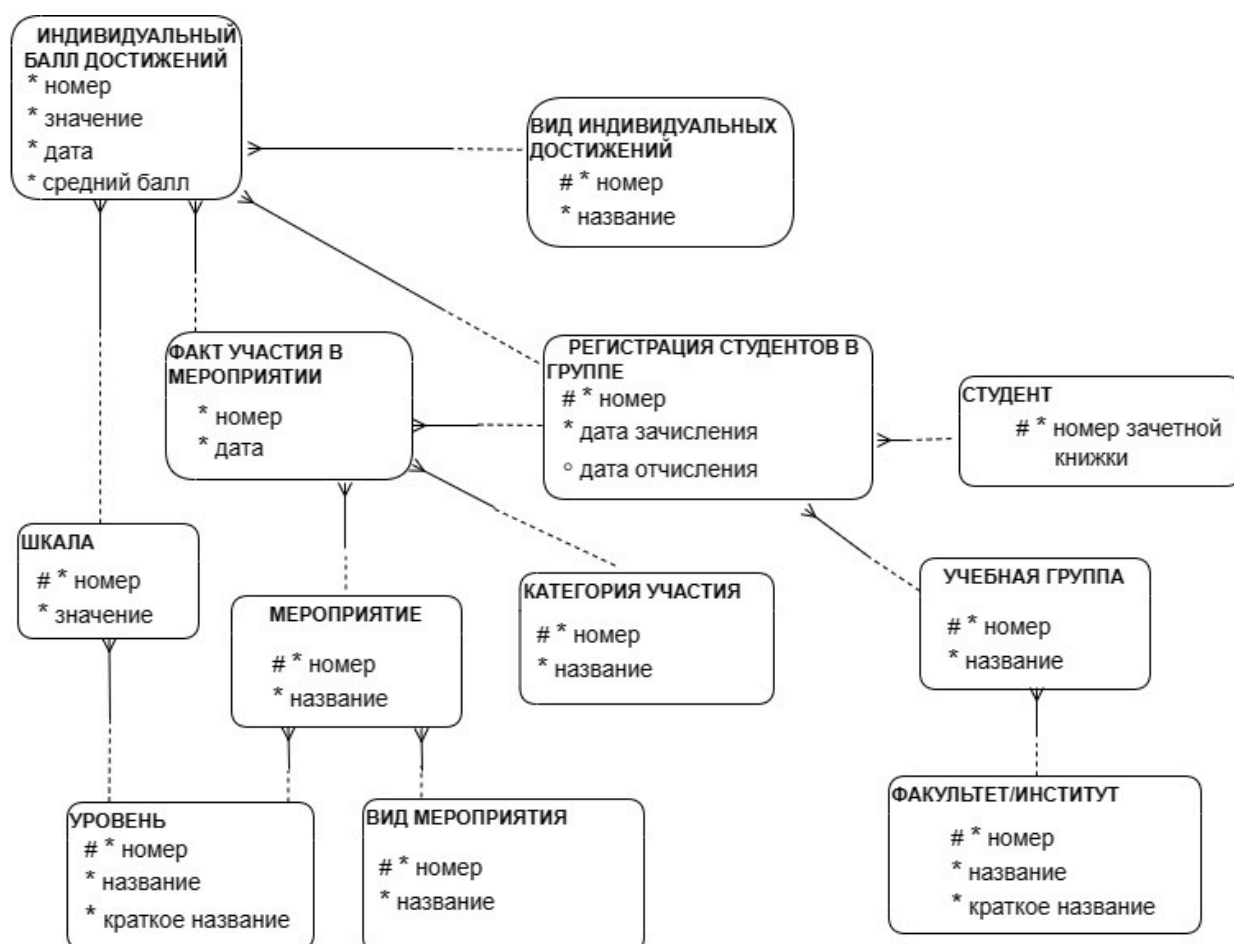 ИНДИВИДУАЛЬНЫЙ
БАЛЛ ДОСТИЖЕНИЙ
* номер
* значение
* дата
* средний балл
ВИД ИНДИВИДУАЛЬНЫХ
ДОСТИЖЕНИЙ
# * номер
* название
ФАКТ УЧАСТИЯ В
МЕРОПРИЯТИИ
* номер
* дата
РЕГИСТРАЦИЯ СТУДЕНТОВ В
ГРУППЕ
# * номер
* дата зачисления
° дата отчисления
СТУДЕНТ
# * номер зачетной
книжки
ШКАЛА
# * номер
* значение
МЕРОПРИЯТИЕ
# * номер
* название
КАТЕГОРИЯ УЧАСТИЯ
# * номер
* название
УЧЕБНАЯ ГРУППА
# * номер
* название
УРОВЕНЬ
# * номер
* название
* краткое название
ВИД МЕРОПРИЯТИЯ
# * номер
* название
ФАКУЛЬТЕТ/ИНСТИТУТ
# * номер
* название
* краткое название